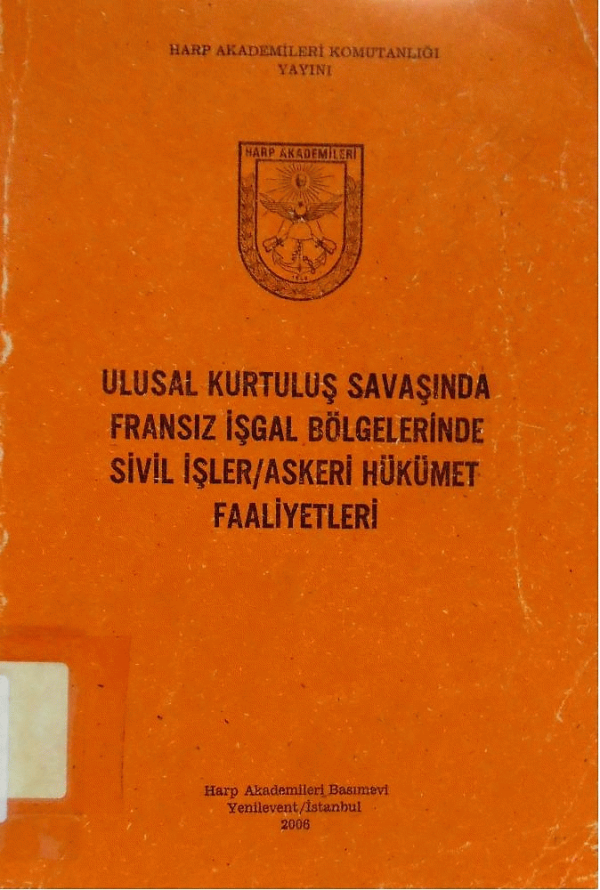 HARP AKADEMİLERİ KOMUTANLIĞI
YAYINI
HARP AKADEMİLERİ
ULUSAL KURTULUŞ SAVAŞINDA
FRANSIZ İŞGAL BÖLGELERİNDE
SİVİL İŞLER/ASKERİ HÜKÜMET
FAALİYETLERİ
Harp Akademileri Basımevi
Yenilevent/İstanbul
2006